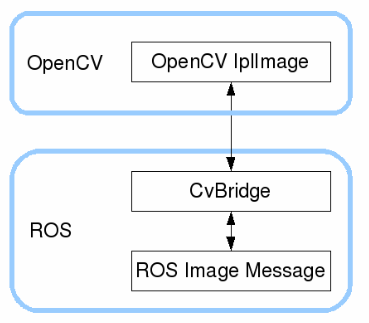 OpenCV
OpenCV IplImage
CvBridge
ROS
ROS Image Message